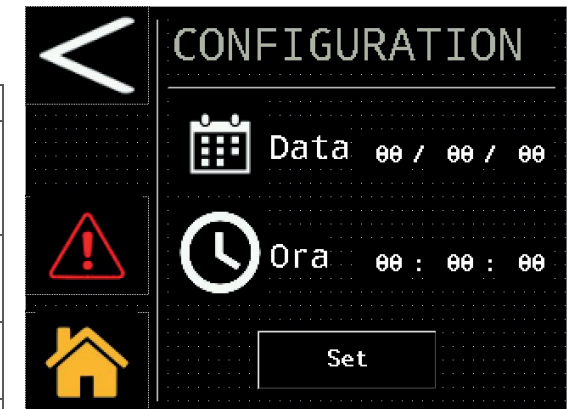 CONFIGURATION
Data 00 / 00 / 00
Ora 00 : 00 : 00
Set